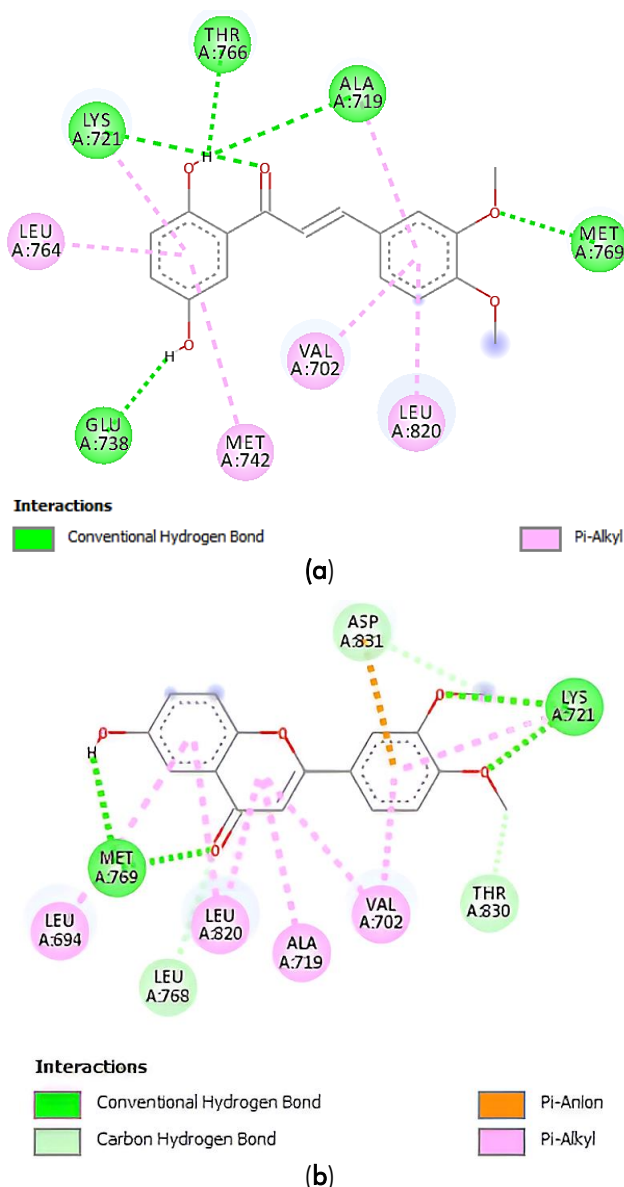 THR
A:766
ALA
A:719
LYS
A:721
H
O
O
O
LEU
A:764
MET
A:769
O
O
H
VAL
A:702
LEU
A:820
GLU
A:738
MET
A:742
Interactions
Conventional Hydrogen Bond
Pi-Alkyl
(a)
ASP
A:831
O
LYS
A:721
O
O
H
O
O
MET
A:769
THR
A:830
LEU
A:694
LEU
A:820
VAL
A:702
ALA
A:719
LEU
A:768
Interactions
Conventional Hydrogen Bond
Pi-Anion
Carbon Hydrogen Bond
Pi-Alkyl
(b)